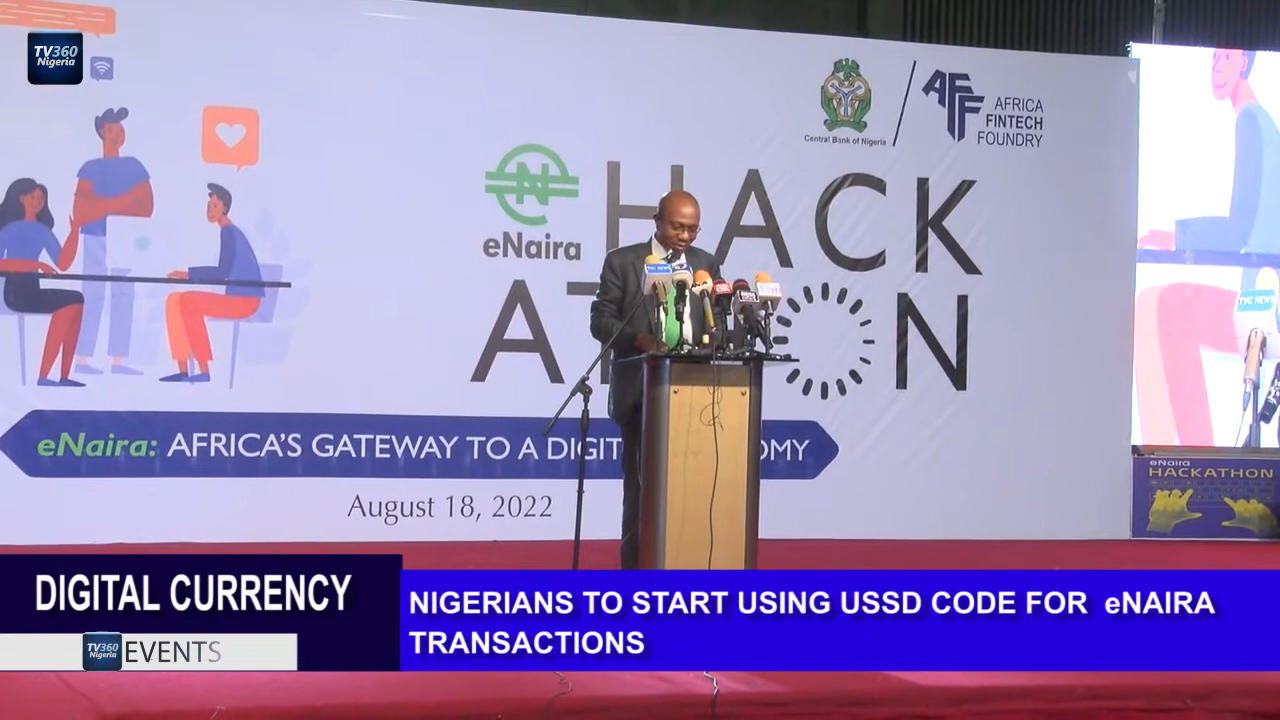 TV360
Nigeria
Central Bank of Nigeria
AFF
AFRICA
FINTECH
FOUNDRY
eNaira
HACK
TVC NEWS
TVC NEWS
eNaira: AFRICA'S GATEWAY TO A DIGIT OMY
August 18, 2022
eNaira
HACKATHON
DIGITAL CURRENCY
NIGERIANS TO START USING USSD CODE FOR eNAIRA
TRANSACTIONS
TV360
Nigeria
EVENTS